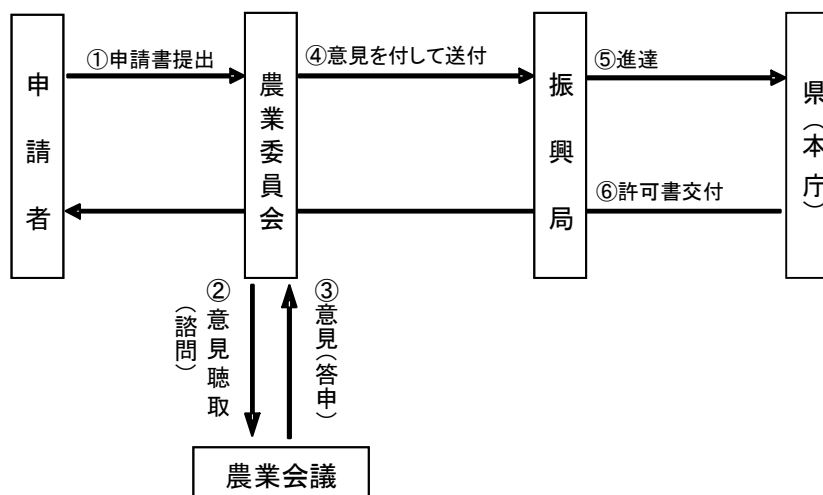 ①申請書提出
④意見を付して送付
⑤進達
申請者
農業委員会
振興局
県(本庁)
⑥許可書交付
②意見聴取
(諮問)
③意見(答申)
農業会議